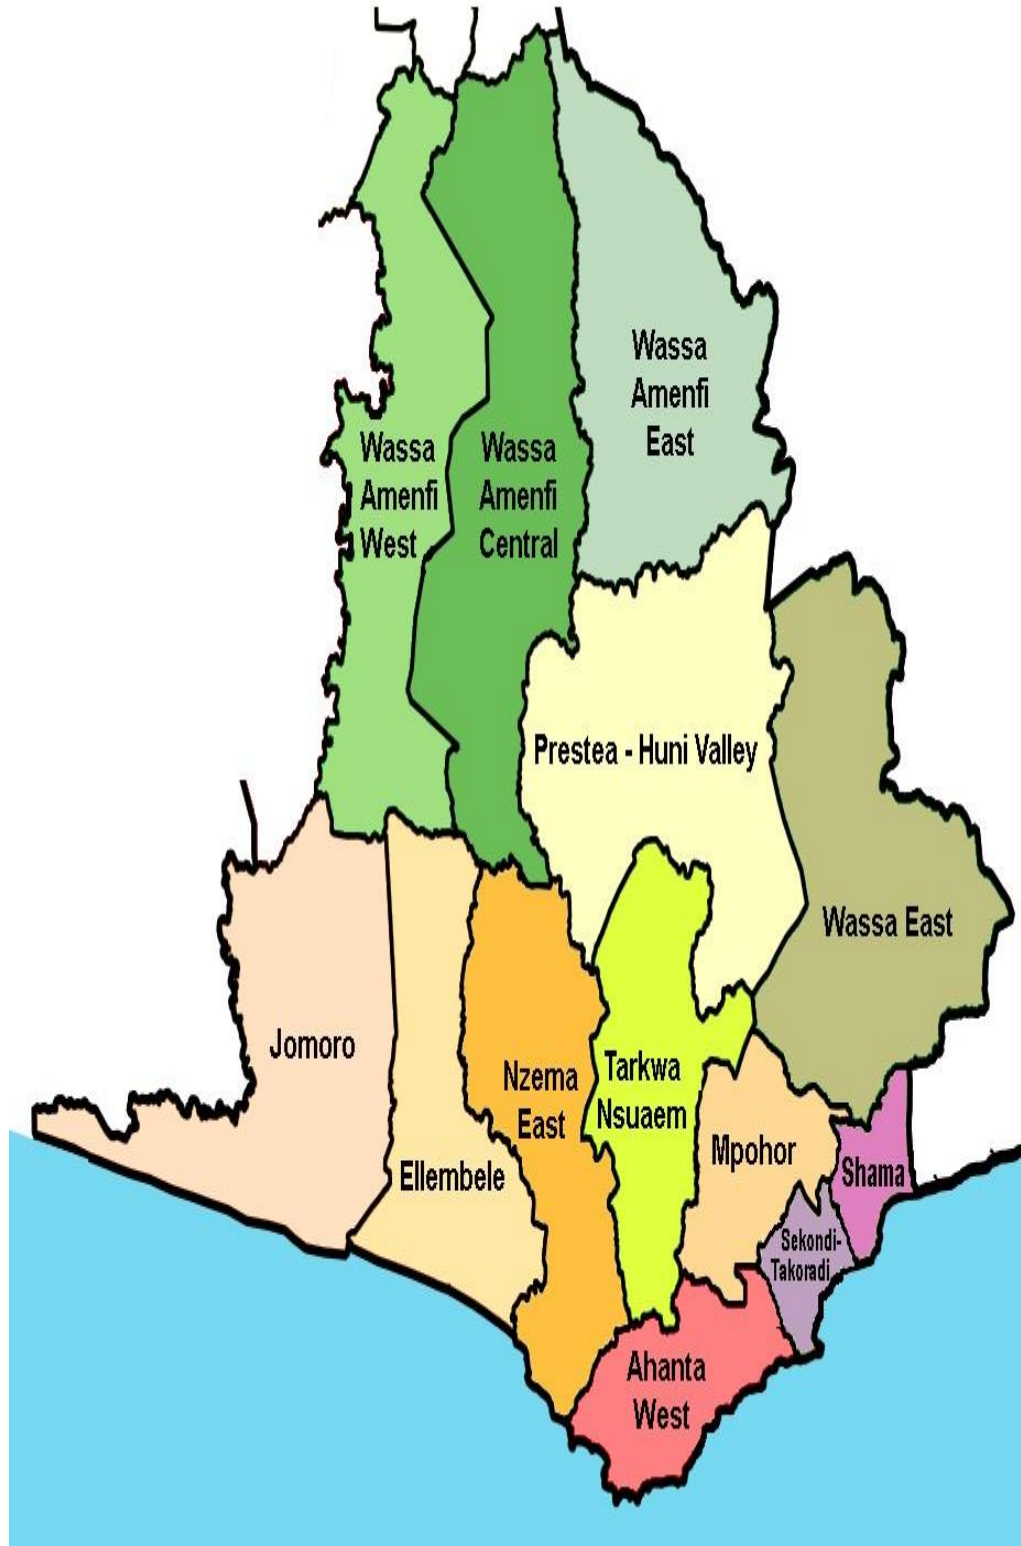 Wassa
Amenfi
East
Wassa
Amenfi
West
Wassa
Amenfi
Central
Prestea - Huni Valley
Wassa East
Jomoro
Nzema
East
Tarkwa
Nsuaem
Mpohor
Shama
Ellembele
Sekondi-
Takoradi
Ahanta
West